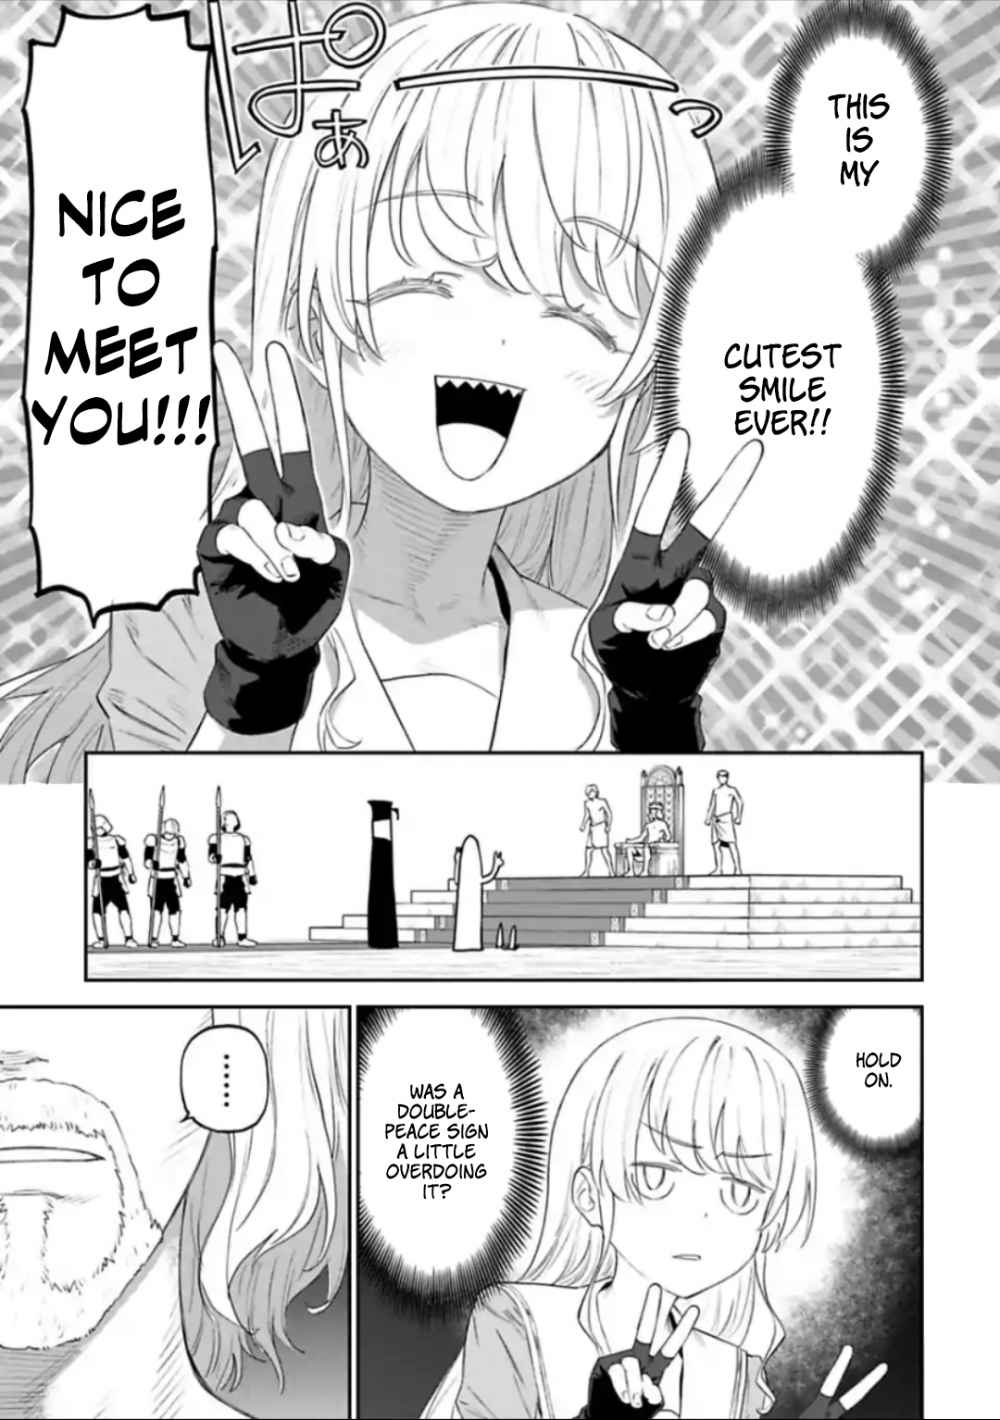 THIS
IS
MY
CUTEST
SMILE
EVER!!
ぱぁーっ
NICE
TO
MEET
YOU!!!
HOLD
ON.
WAS A
DOUBLE-
PEACE SIGN
A LITTLE
OVERDOING
IT?
......